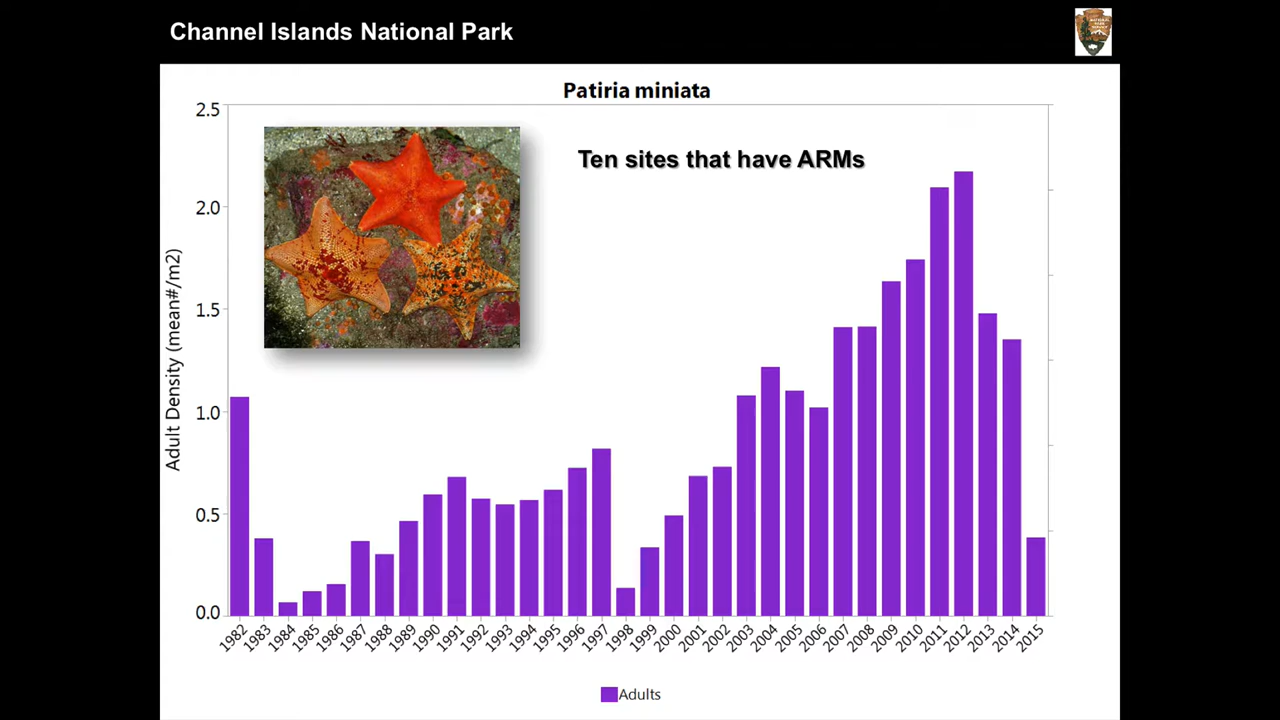 Channel Islands National Park
NATIONAL
PARK
SERVICE
Patiria miniata
Ten sites that have ARMs
Adult Density (mean#/m2)
2.5
2.0
1.5
1.0
0.5
0.0
1982 1983 1984 1985 1986 1987 1988 1989 1990 1991 1992 1993 1994 1995 1996 1997 1998 1999 2000 2001 2002 2003 2004 2005 2006 2007 2008 2009 2010 2011 2012 2013 2014 2015
Adults